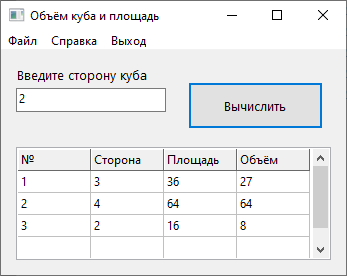 Объём куба и площадь
Файл Справка Выход
Введите сторону куба
2
Вычислить
№ Сторона Площадь Объём
1 3 36 27
2 4 64 64
3 2 16 8